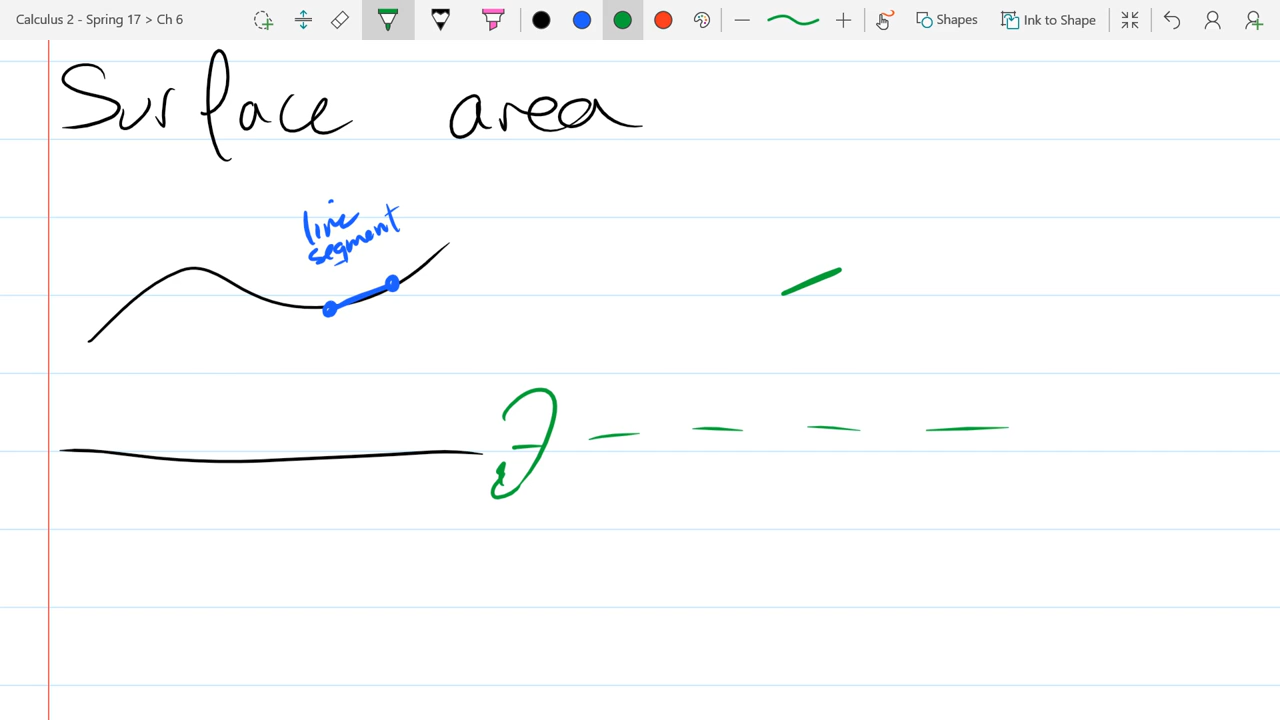 Calculus 2 - Spring 17 > Ch 6
Shapes
Ink to Shape
Surface area
line
segment